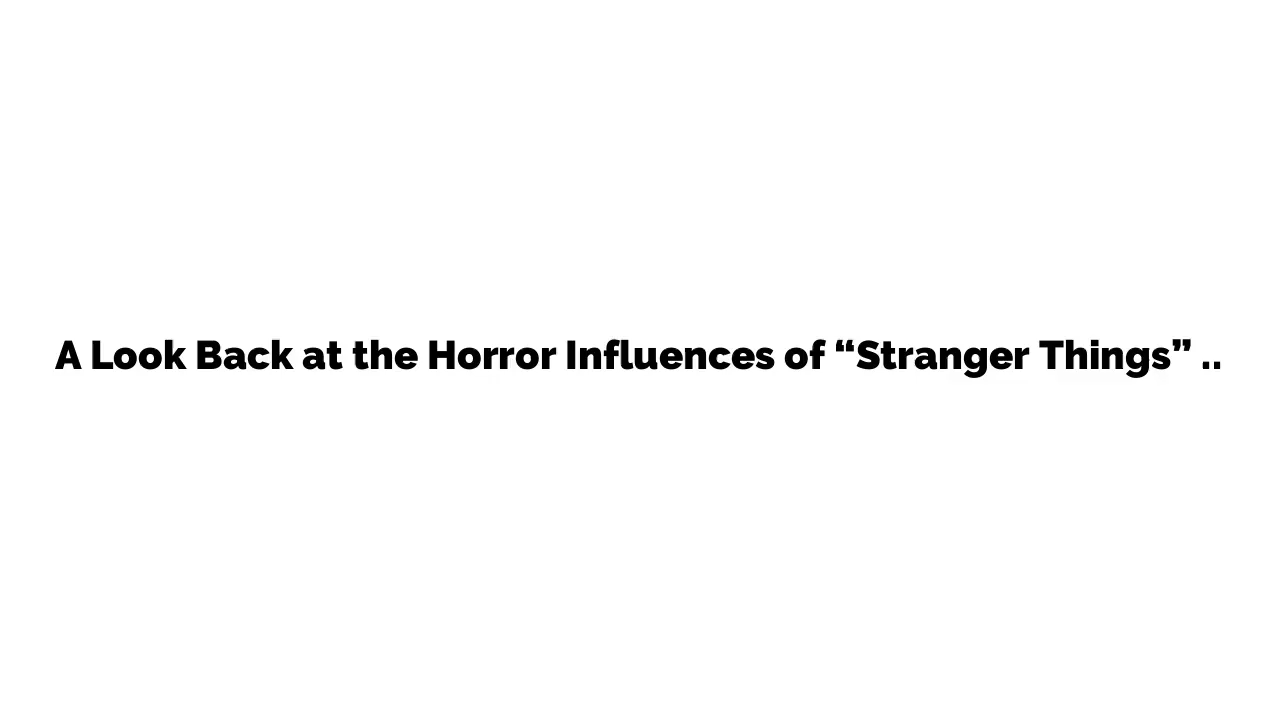 A Look Back at the Horror Influences of “Stranger Things” ..